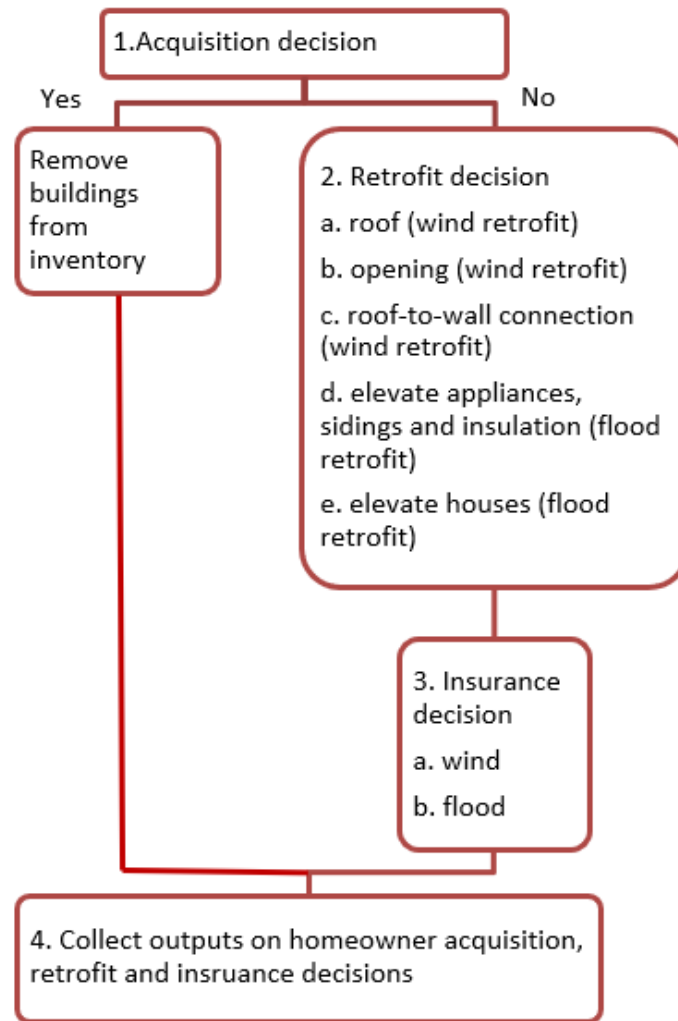 1.Acquisition decision
Yes
No
Remove
buildings
from
inventory
2. Retrofit decision
a. roof (wind retrofit)
b. opening (wind retrofit)
c. roof-to-wall connection
(wind retrofit)
d. elevate appliances,
sidings and insulation (flood
retrofit)
e. elevate houses (flood
retrofit)
3. Insurance
decision
a. wind
b. flood
4. Collect outputs on homeowner acquisition,
retrofit and insruance decisions